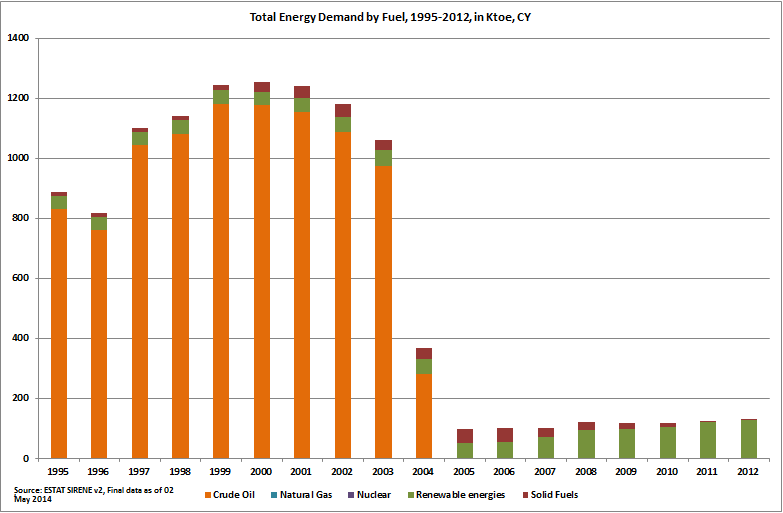 Total Energy Demand by Fuel, 1995-2012, in Ktoe, CY
1400
1200
1000
800
600
400
200
0
1995 1996 1997 1998 1999 2000 2001 2002 2003 2004 2005 2006 2007 2008 2009 2010 2011 2012
Source: ESTAT SIRENE v2, Final data as of 02
May 2014
Crude Oil Natural Gas Nuclear Renewable energies Solid Fuels